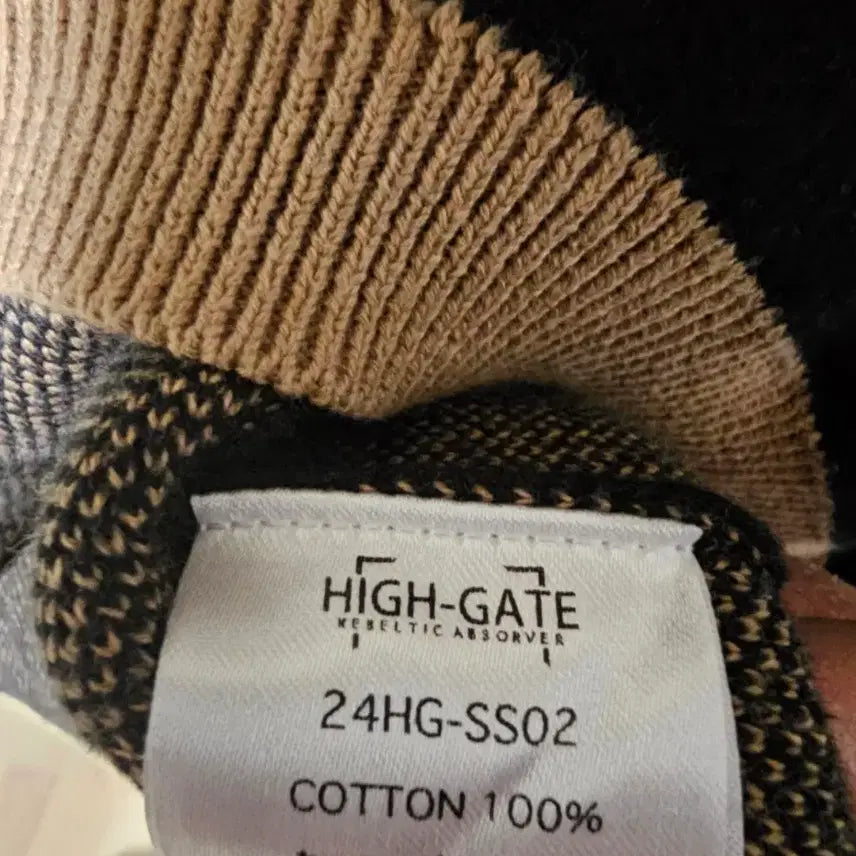 HIGH-GATE
REBELTIC ABSORVER
24HG-SS02
COTTON 100%